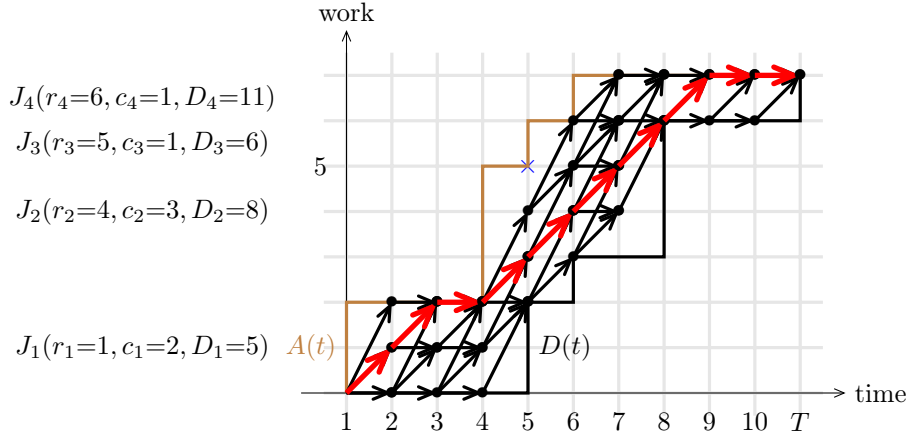 work
J₄(r₄=6, c₄=1, D₄=11)
J₃(r₃=5, c₃=1, D₃=6)
5
J₂(r₂=4, c₂=3, D₂=8)
J₁(r₁=1, c₁=2, D₁=5) A(t) D(t)
time
1 2 3 4 5 6 7 8 9 10 T